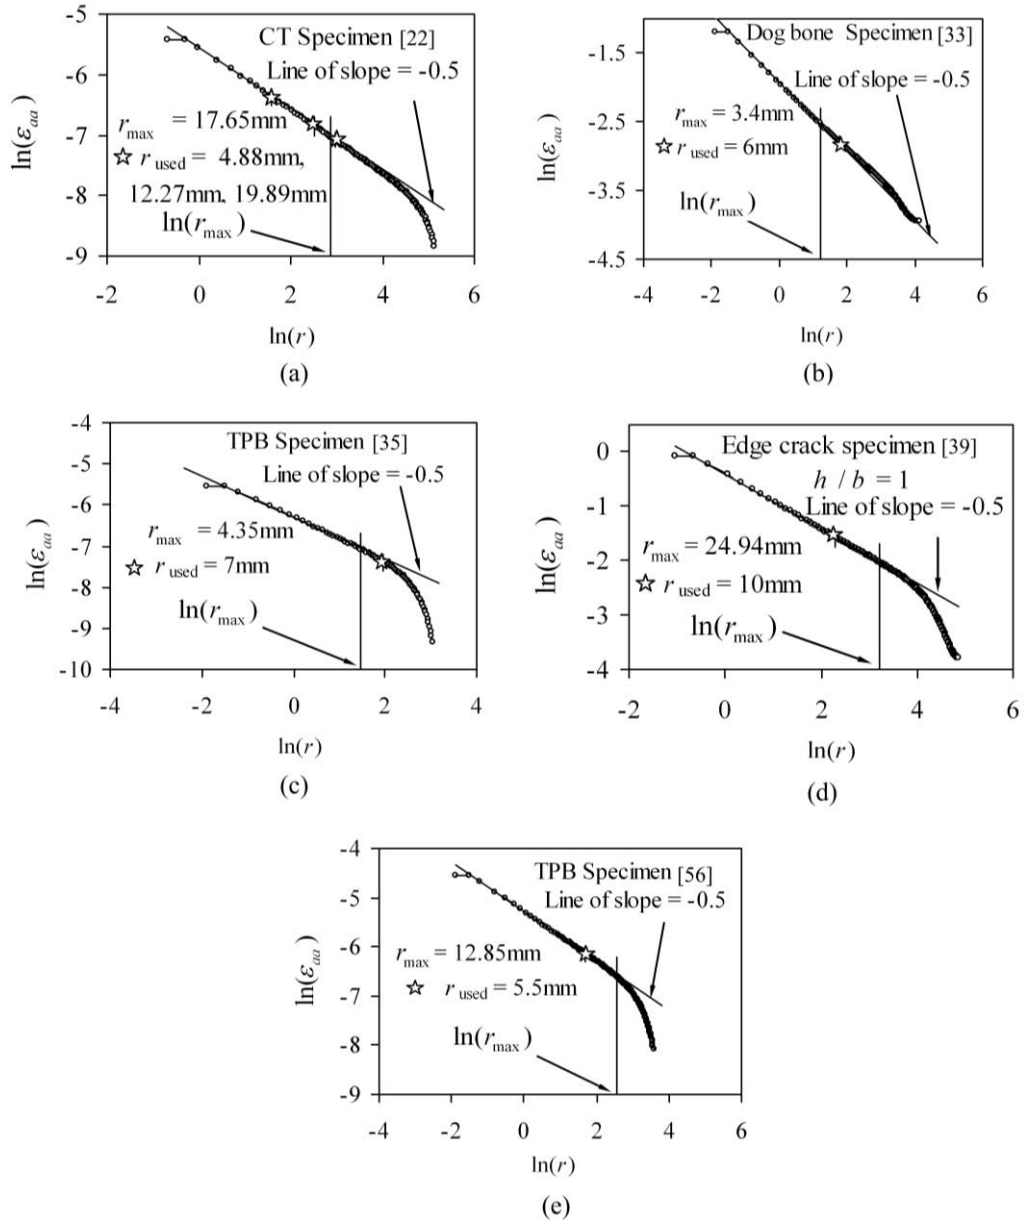 -5
-6
-7
-8
-9
-2 0 2 4 6
ln(εaa)
CT Specimen [22]
Line of slope = -0.5
rmax = 17.65mm
☆ r used = 4.88mm,
12.27mm, 19.89mm
ln(rmax)
ln(r)
(a)
-1.5
-2.5
-3.5
-4.5
-4 -2 0 2 4 6
ln(εaa)
Dog bone Specimen [33]
Line of slope = -0.5
rmax = 3.4mm
☆ r used = 6mm
ln(rmax)
ln(r)
(b)
-4
-5
-6
-7
-8
-9
-10
-4 -2 0 2 4
ln(εaa)
TPB Specimen [35]
Line of slope = -0.5
rmax = 4.35mm
☆ r used = 7mm
ln(rmax)
ln(r)
(c)
0
-1
-2
-3
-4
-2 0 2 4 6
ln(εaa)
Edge crack specimen [39]
h / b = 1
Line of slope = -0.5
rmax = 24.94mm
☆ r used = 10mm
ln(rmax)
ln(r)
(d)
-4
-5
-6
-7
-8
-9
-4 -2 0 2 4 6
ln(εaa)
TPB Specimen [56]
Line of slope = -0.5
rmax = 12.85mm
☆ r used = 5.5mm
ln(rmax)
ln(r)
(e)